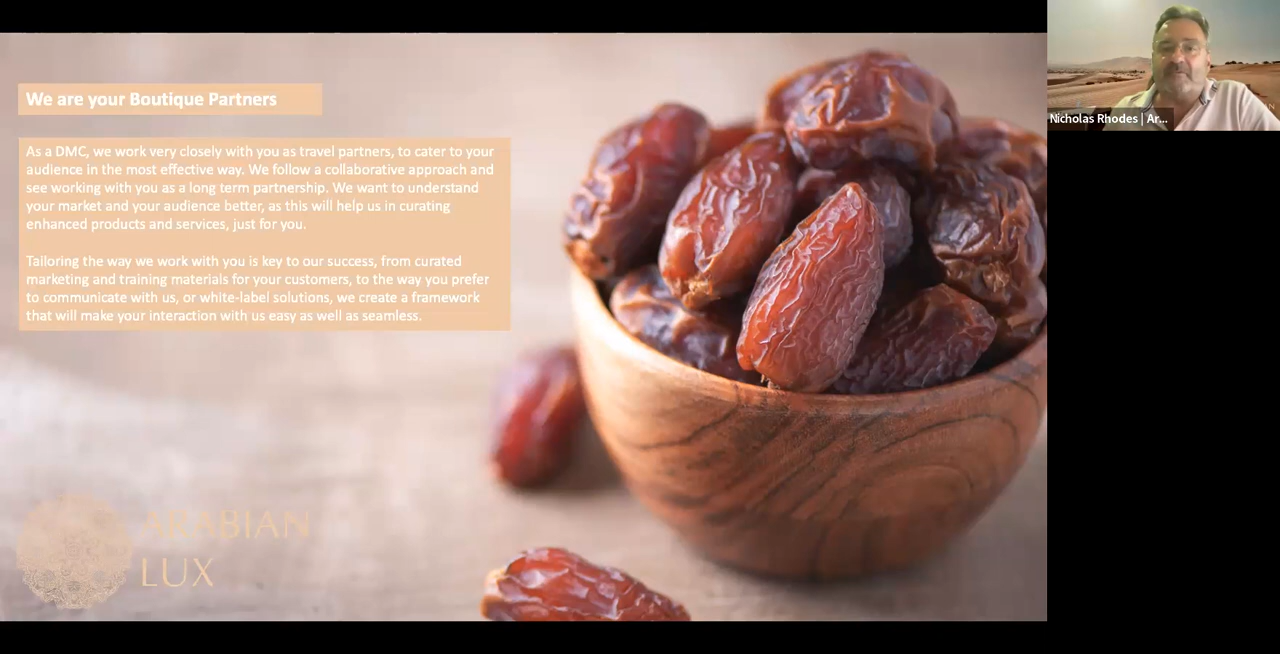 We are your Boutique Partners
As a DMC, we work very closely with you as travel partners, to cater to your
audience in the most effective way. We follow a collaborative approach and
see working with you as a long term partnership. We want to understand
your market and your audience better, as this will help us in curating
enhanced products and services, just for you.
Tailoring the way we work with you is key to our success, from curated
marketing and training materials for your customers, to the way you prefer
to communicate with us, or white-label solutions, we create a framework
that will make your interaction with us easy as well as seamless.
ARABIAN
LUX
Nicholas Rhodes | Ar...